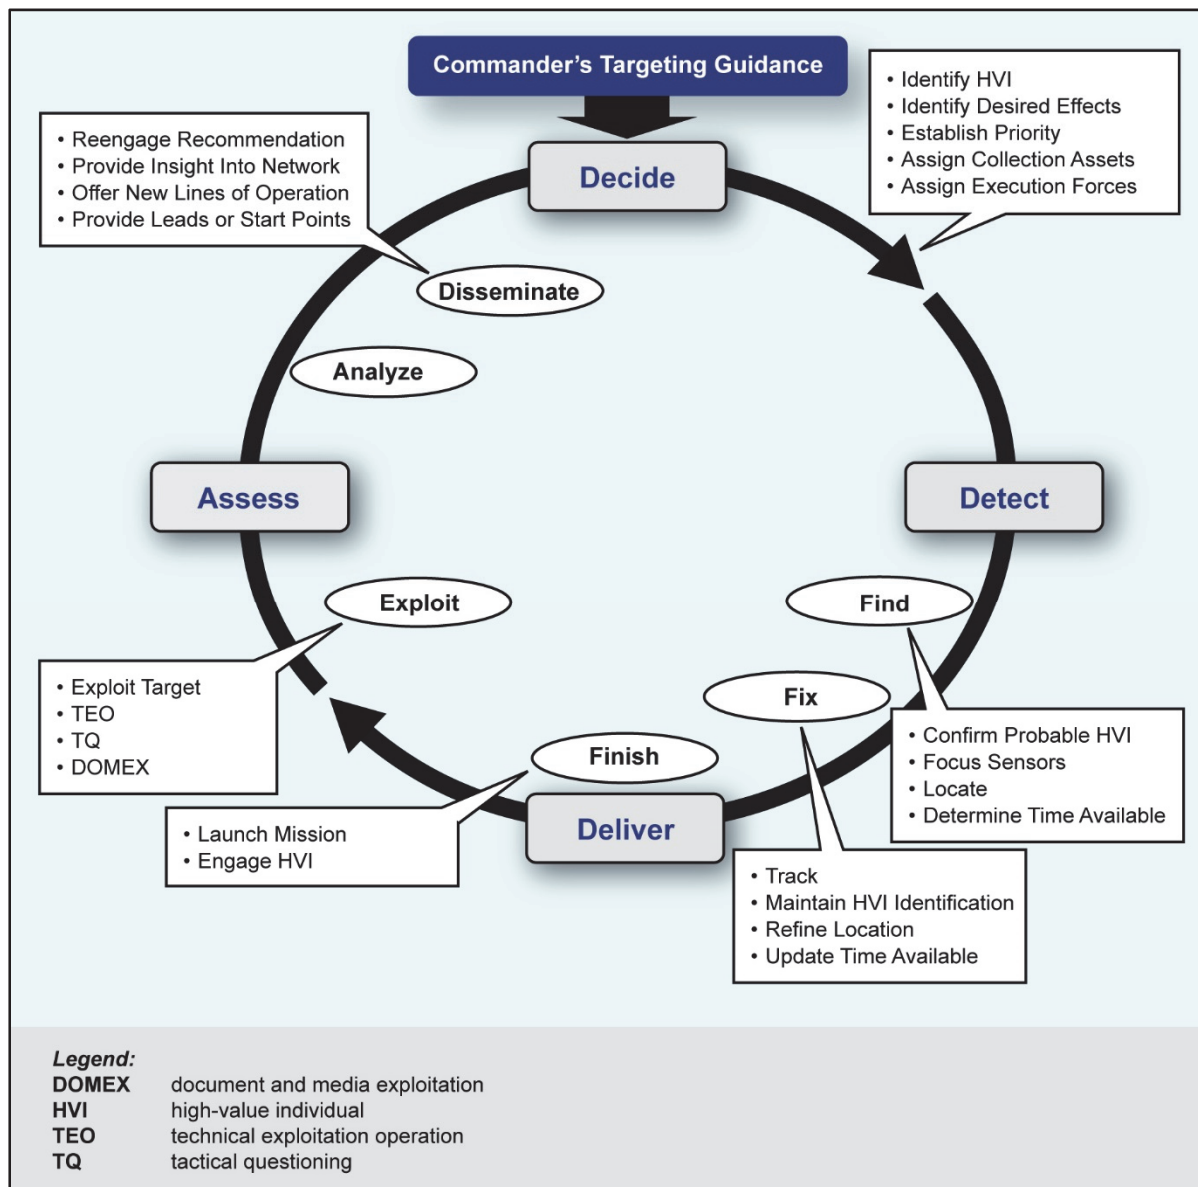 Commander's Targeting Guidance
• Identify HVI
• Identify Desired Effects
• Establish Priority
• Assign Collection Assets
• Assign Execution Forces
• Reengage Recommendation
• Provide Insight Into Network
• Offer New Lines of Operation
• Provide Leads or Start Points
Decide
Disseminate
Analyze
Assess
Detect
Exploit
Find
• Exploit Target
• TEO
• TQ
• DOMEX
Fix
• Confirm Probable HVI
• Focus Sensors
• Locate
• Determine Time Available
Finish
Deliver
• Launch Mission
• Engage HVI
• Track
• Maintain HVI Identification
• Refine Location
• Update Time Available
Legend:
DOMEX document and media exploitation
HVI high-value individual
TEO technical exploitation operation
TQ tactical questioning